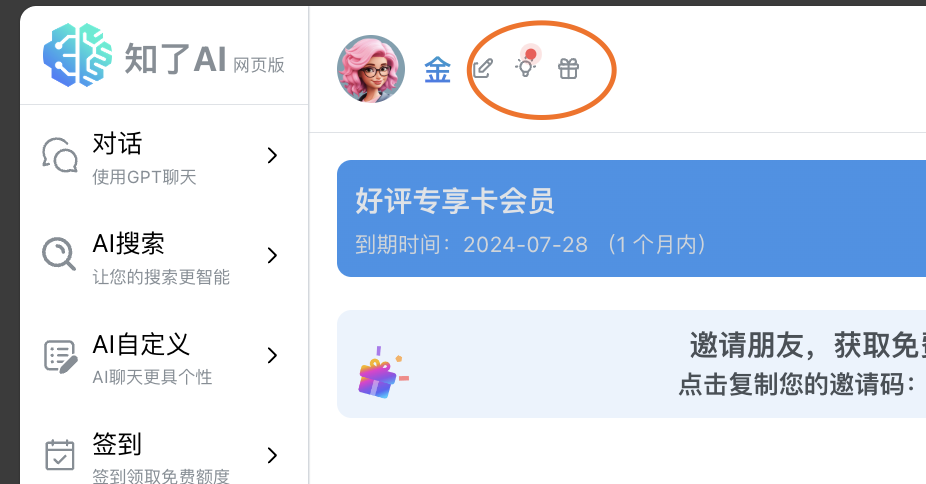 知了AI 网页版
金
对话
使用GPT聊天
AI搜索
让您的搜索更智能
AI自定义
AI聊天更具个性
签到
签到领取免费额度
好评专享卡会员
到期时间：2024-07-28 （1 个月内）
邀请朋友，获取免
点击复制您的邀请码：